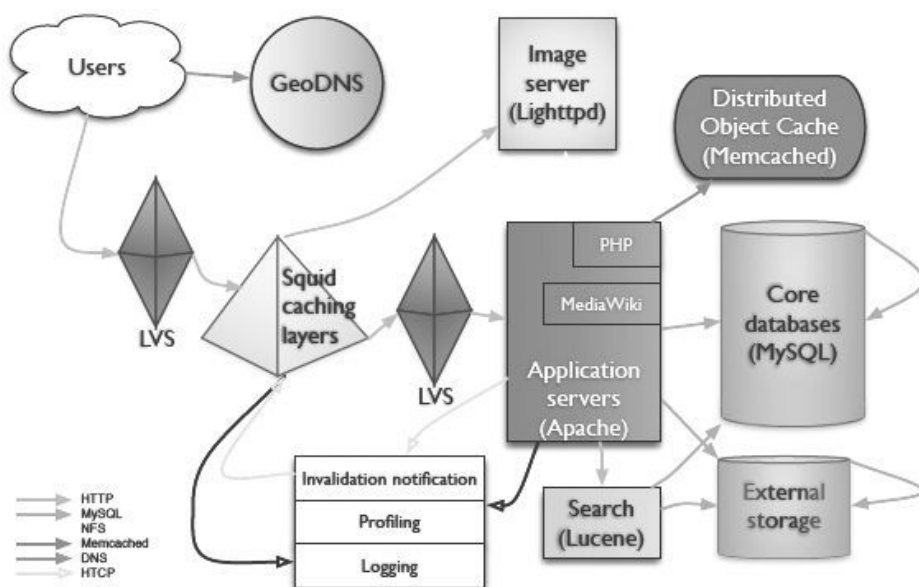 Users
GeoDNS
Image
server
(Lighttpd)
Distributed
Object Cache
(Memcached)
LVS
Squid
caching
layers
LVS
PHP
MediaWiki
Application
servers
(Apache)
Core
databases
(MySQL)
Invalidation notification
Profiling
Logging
Search
(Lucene)
External
storage
HTTP
MySQL
NFS
Memcached
DNS
HTCP